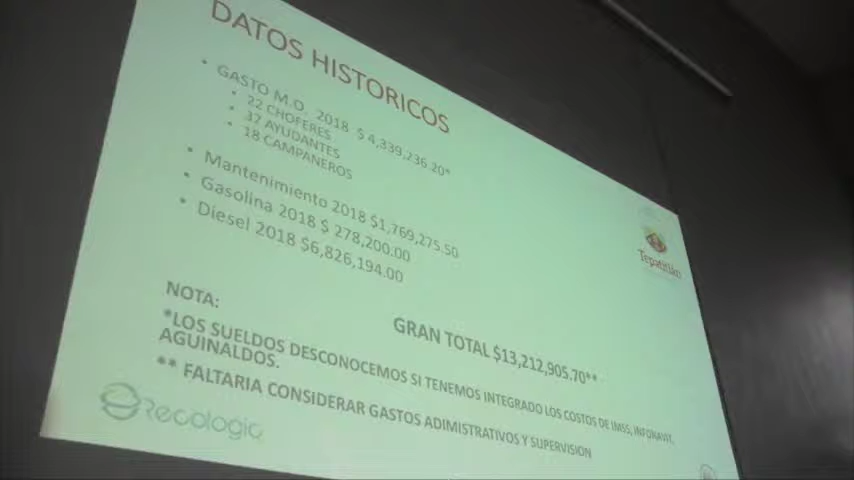 DATOS HISTORICOS
• GASTO M.O. 2018 $ 4,339,236.20*
• 22 CHOFERES
• 37 AYUDANTES
• 18 CAMPANEROS
• Mantenimiento 2018 $1,769,275.50
• Gasolina 2018 $ 278,200.00
• Diesel 2018 $6,826,194.00
Tepatitlán
GRAN TOTAL $13,212,905.70**
NOTA:
*LOS SUELDOS DESCONOCEMOS SI TENEMOS INTEGRADO LOS COSTOS DE IMSS, INFONAVIT,
AGUINALDOS.
** FALTARIA CONSIDERAR GASTOS ADIMISTRATIVOS Y SUPERVISION
Recologic